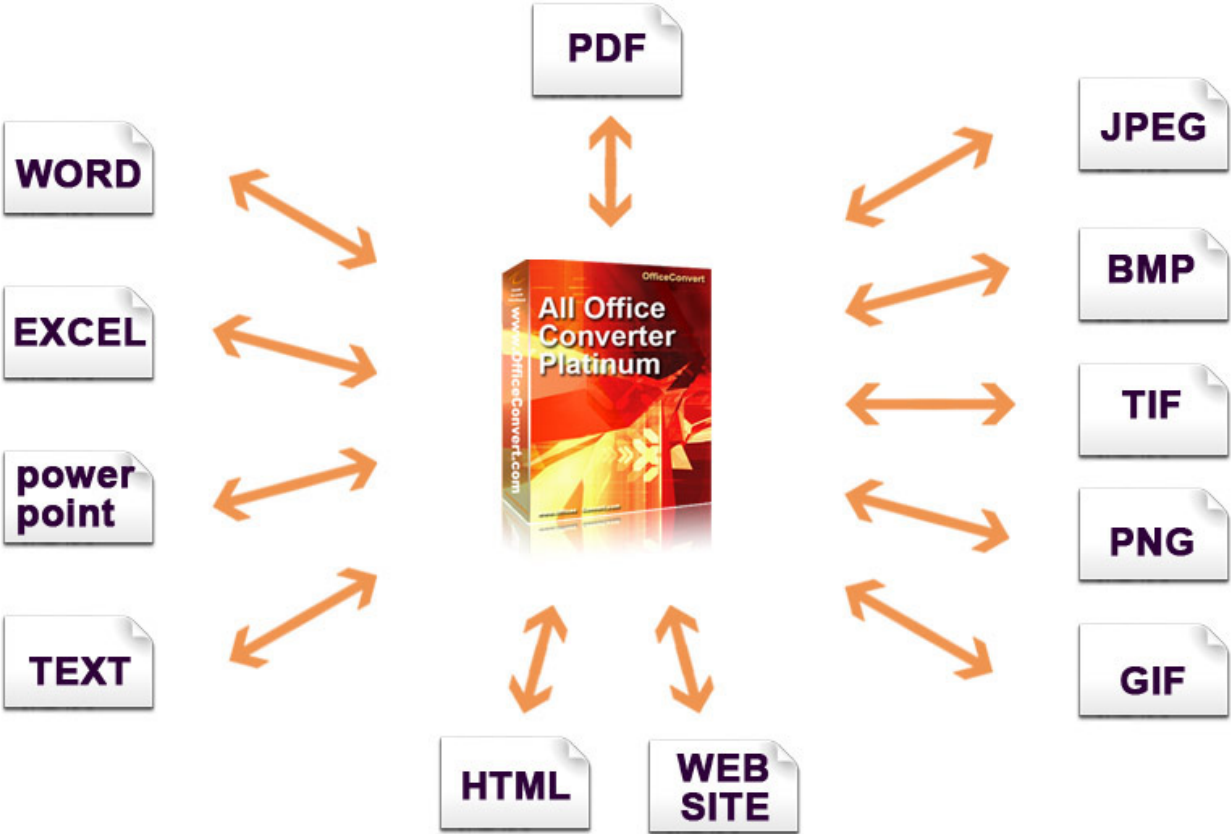 PDF
JPEG
WORD
BMP
EXCEL
OfficeConvert
All Office
Converter
Platinum
www.OfficeConvert.com
TIF
power
point
PNG
TEXT
GIF
HTML
WEB
SITE